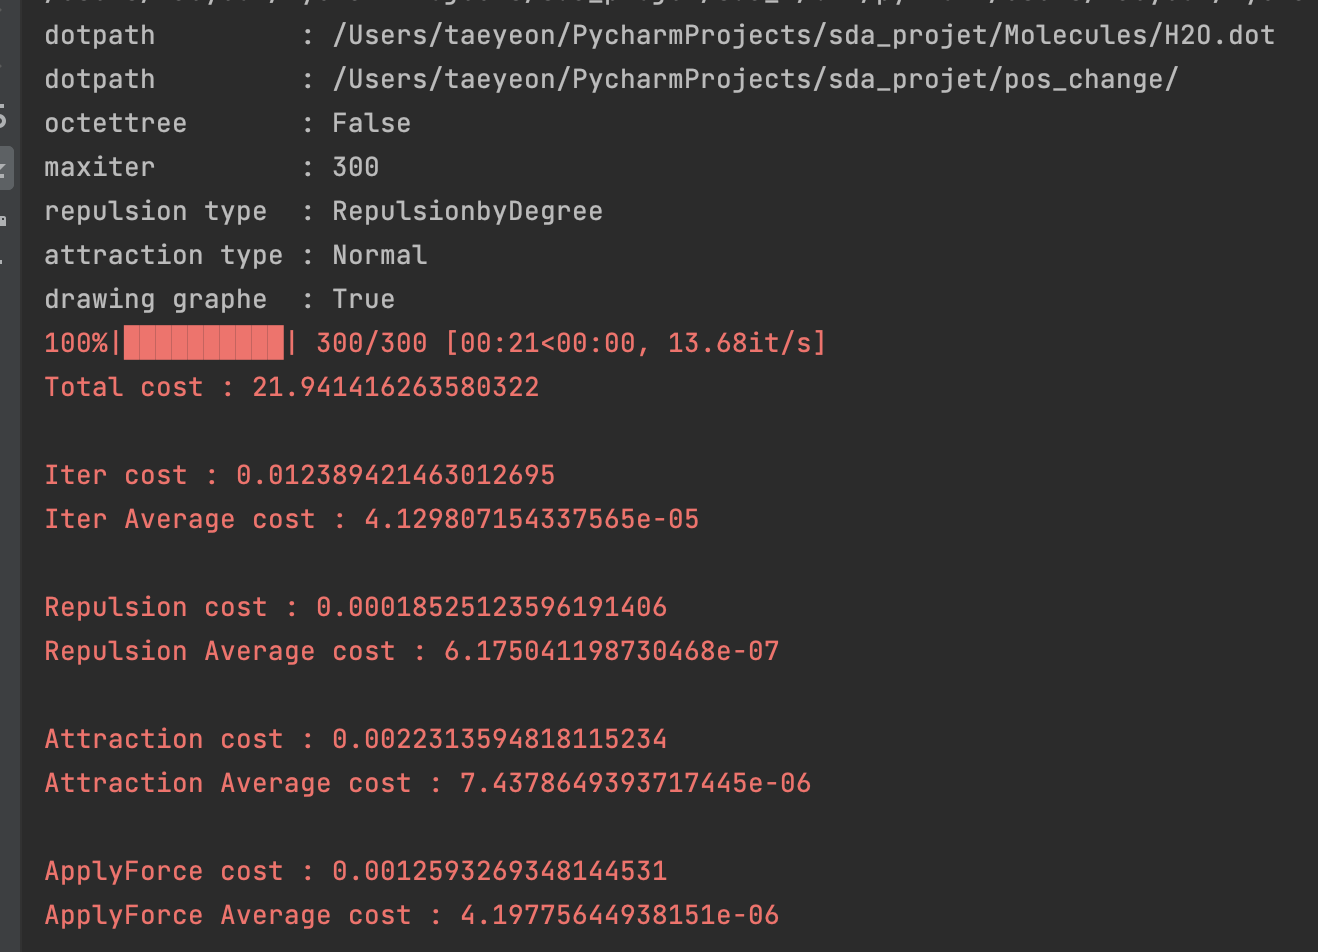 dotpath : /Users/taeyeon/PycharmProjects/sda_projet/Molecules/H2O.dot
dotpath : /Users/taeyeon/PycharmProjects/sda_projet/pos_change/
octettree : False
maxiter : 300
repulsion type : RepulsionbyDegree
attraction type : Normal
drawing graphe : True
100%|██████████| 300/300 [00:21<00:00, 13.68it/s]
Total cost : 21.941416263580322
Iter cost : 0.012389421463012695
Iter Average cost : 4.129807154337565e-05
Repulsion cost : 0.00018525123596191406
Repulsion Average cost : 6.175041198730468e-07
Attraction cost : 0.0022313594818115234
Attraction Average cost : 7.4378649393717445e-06
ApplyForce cost : 0.0012593269348144531
ApplyForce Average cost : 4.19775644938151e-06